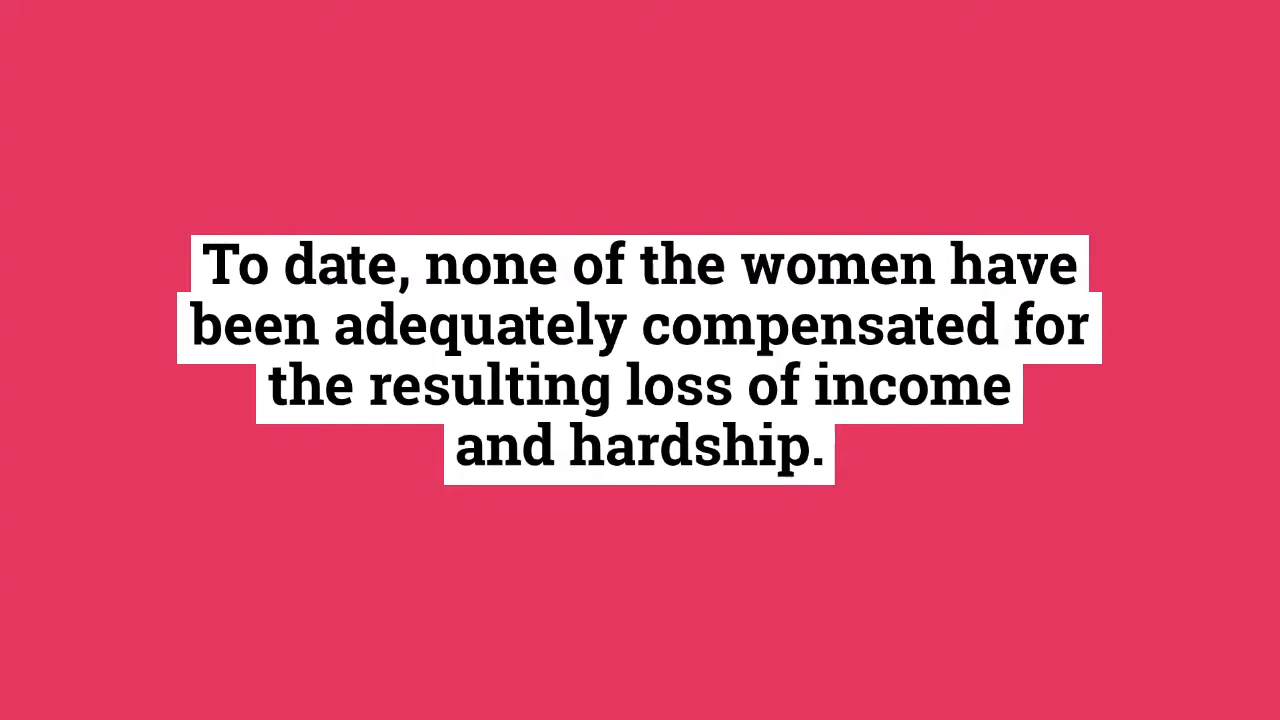 To date, none of the women have
been adequately compensated for
the resulting loss of income
and hardship.